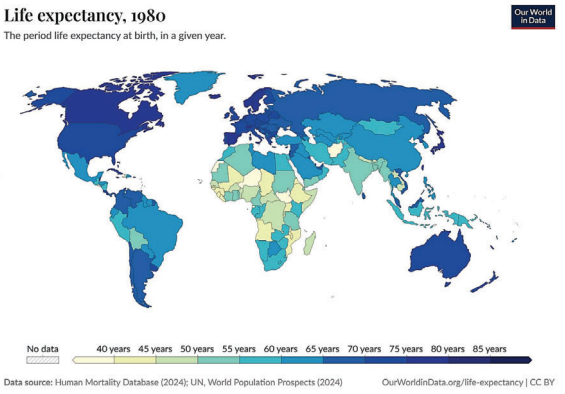 Life expectancy, 1980
Our World
in Data
The period life expectancy at birth, in a given year.
No data
40 years 45 years 50 years 55 years 60 years 65 years 70 years 75 years 80 years 85 years
Data source: Human Mortality Database (2024); UN, World Population Prospects (2024)
OurWorldinData.org/life-expectancy | CC BY